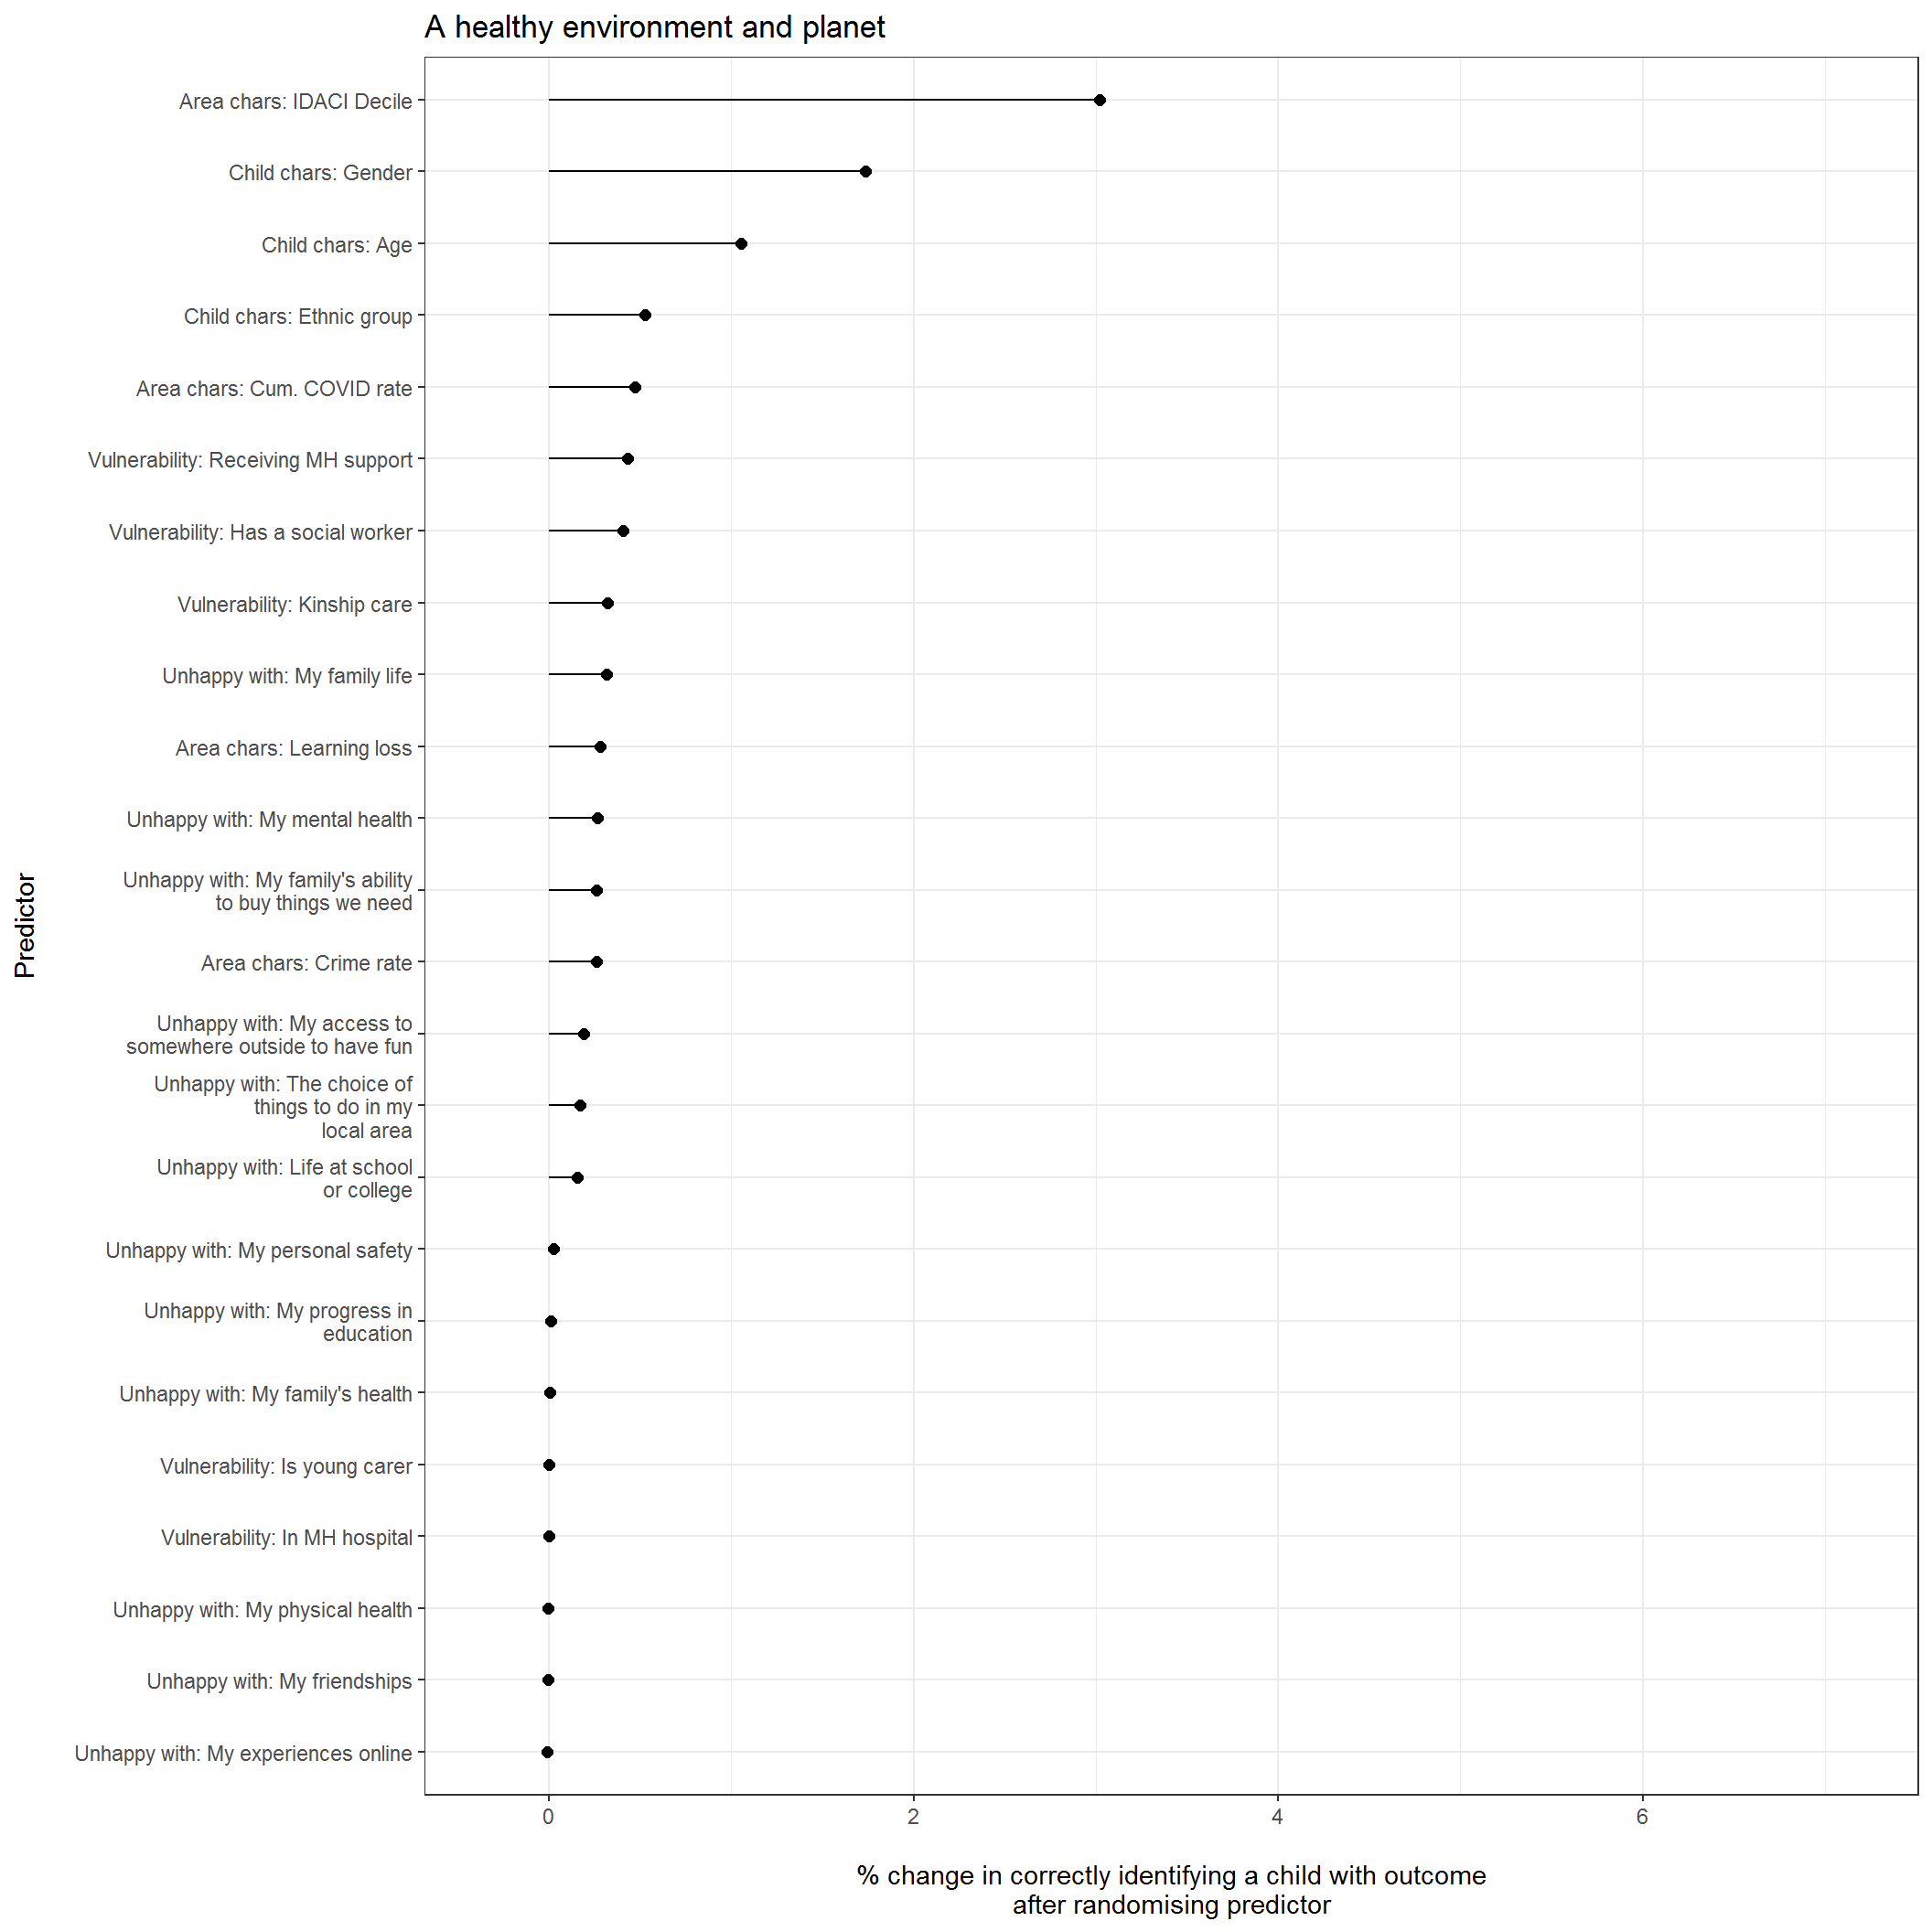 A healthy environment and planet
Area chars: IDACI Decile
Child chars: Gender
Child chars: Age
Child chars: Ethnic group
Area chars: Cum. COVID rate
Vulnerability: Receiving MH support
Vulnerability: Has a social worker
Vulnerability: Kinship care
Unhappy with: My family life
Area chars: Learning loss
Unhappy with: My mental health
Unhappy with: My family's ability
to buy things we need
Area chars: Crime rate
Unhappy with: My access to
somewhere outside to have fun
Unhappy with: The choice of
things to do in my
local area
Unhappy with: Life at school
or college
Unhappy with: My personal safety
Unhappy with: My progress in
education
Unhappy with: My family's health
Vulnerability: Is young carer
Vulnerability: In MH hospital
Unhappy with: My physical health
Unhappy with: My friendships
Unhappy with: My experiences online
Predictor
0 2 4 6
% change in correctly identifying a child with outcome
after randomising predictor